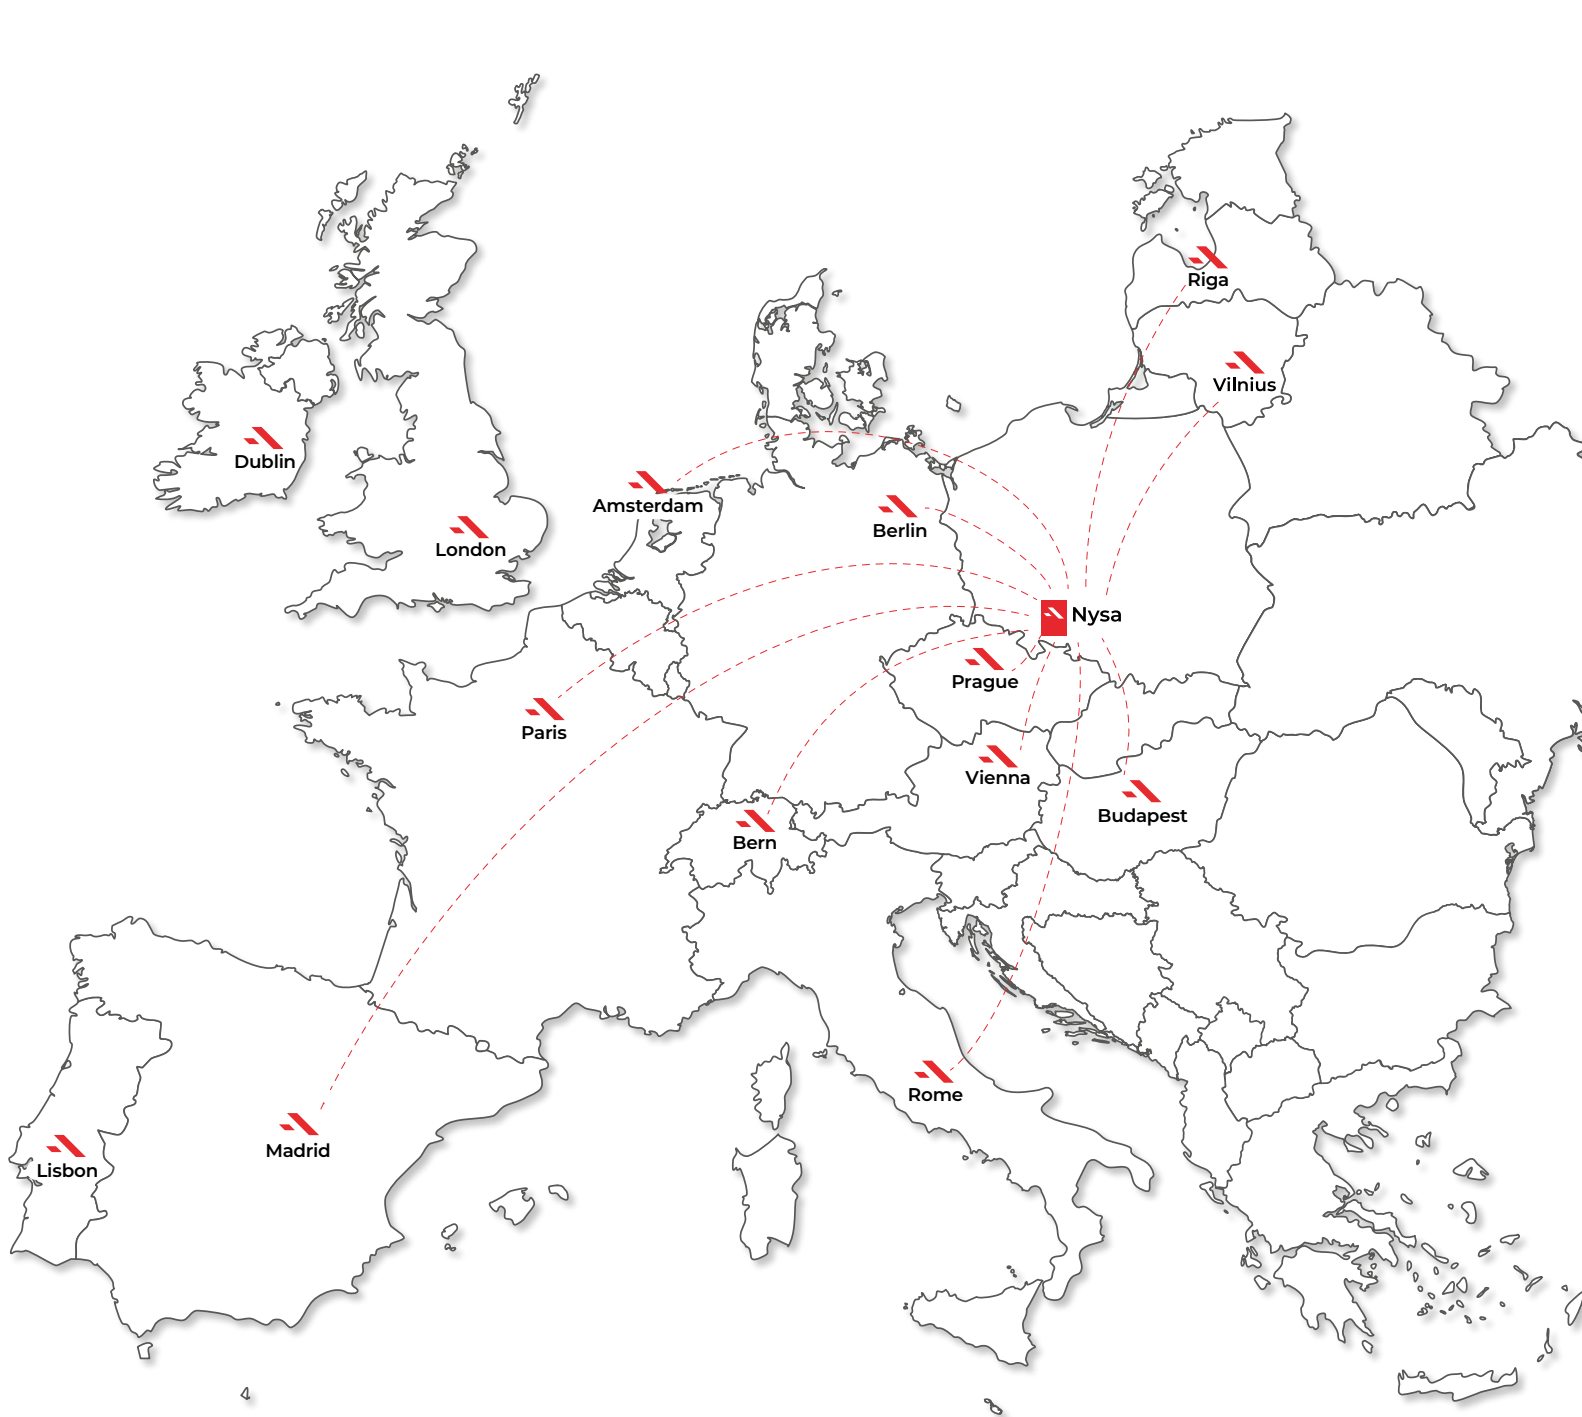 Riga
Vilnius
Dublin
Amsterdam
Berlin
London
Nysa
Prague
Paris
Vienna
Budapest
Bern
Rome
Madrid
Lisbon